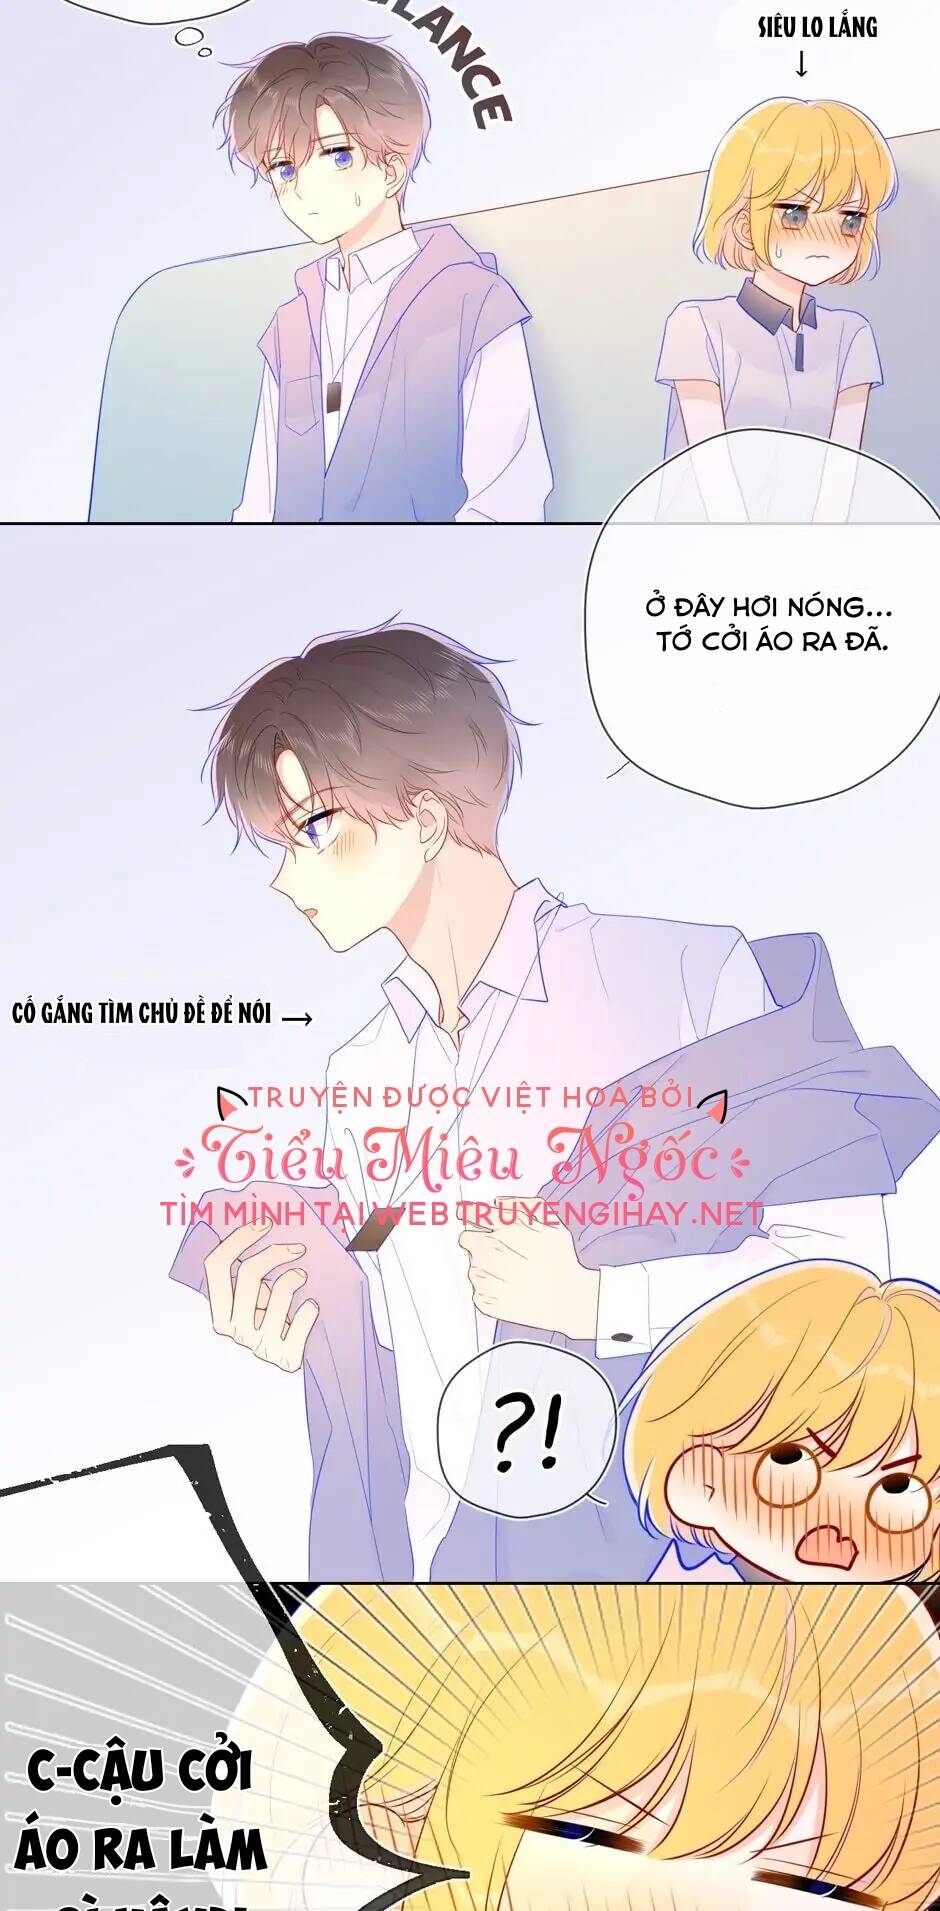 GLANCE
SIÊU LO LẮNG
↓
Ở ĐÂY HƠI NÓNG...
TỚ CỞI ÁO RA ĐÃ.
CỐ GẮNG TÌM CHỦ ĐỀ ĐỂ NÓI →
TRUYỆN ĐƯỢC VIỆT HOÁ BỞI
TIỂU MIÊU NGỐC
TÌM MÌNH TẠI WEB TRUYENGIHAY.NET
?!
C-CẬU CỞI
ÁO RA LÀM